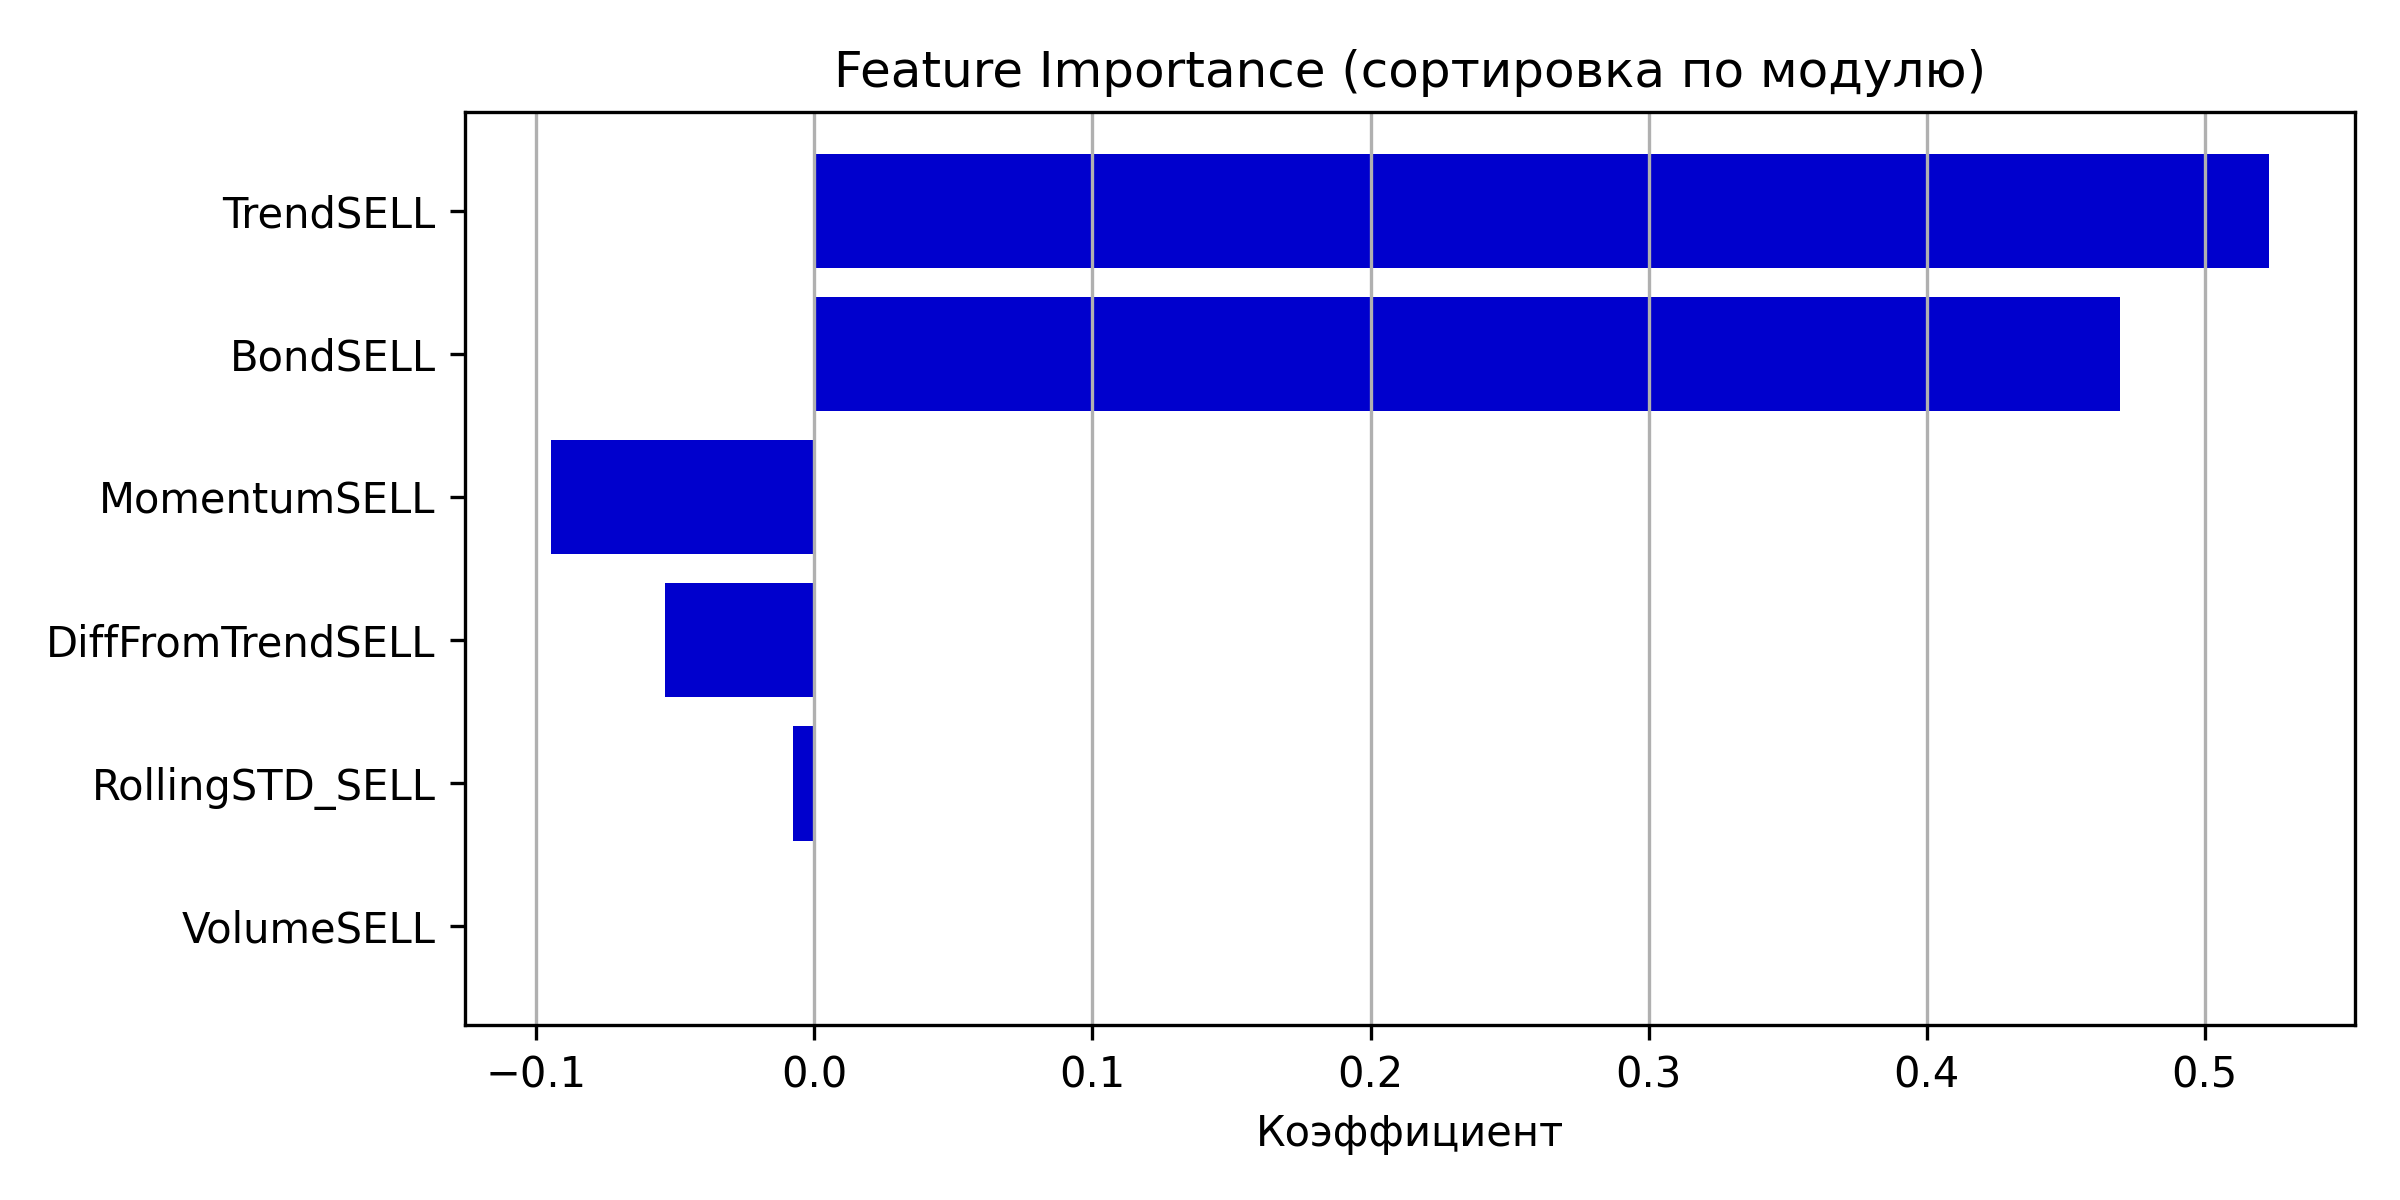 Feature Importance (сортировка по модулю)
TrendSELL
BondSELL
MomentumSELL
DiffFromTrendSELL
RollingSTD_SELL
VolumeSELL
−0.1 0.0 0.1 0.2 0.3 0.4 0.5
Коэффициент